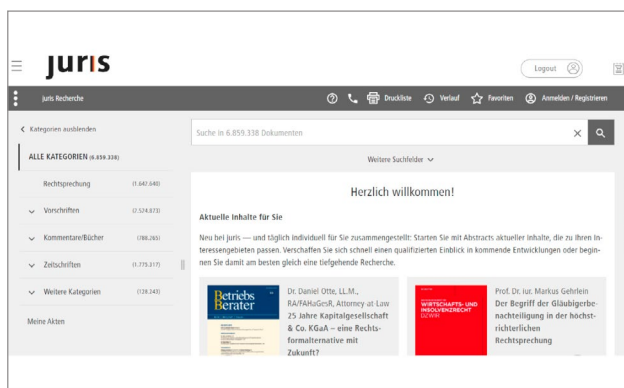 juris
Logout
juris Recherche
Druckliste
Verlauf
Favoriten
Anmelden / Registrieren
Kategorien ausblenden
Suche in 6.859.338 Dokumenten
ALLE KATEGORIEN (6.859.338)
Weitere Suchfelder
Rechtsprechung (1.642.640)
Vorschriften (2.524.873)
Kommentare/Bücher (788.265)
Zeitschriften (1.775.317)
Weitere Kategorien (128.243)
Meine Akten
Herzlich willkommen!
Aktuelle Inhalte für Sie
Neu bei juris — und täglich individuell für Sie zusammengestellt: Starten Sie mit Abstracts aktueller Inhalte, die zu Ihren In-
teressengebieten passen. Verschaffen Sie sich schnell einen qualifizierten Einblick in kommende Entwicklungen oder begin-
nen Sie damit am besten gleich eine tiefgehende Recherche.
Betriebs
Berater
Dr. Daniel Otte, LL.M.,
RA/FAHaGesR, Attorney-at-Law
25 Jahre Kapitalgesellschaft
& Co. KGaA – eine Rechts-
formalternative mit
Zukunft?
WIRTSCHAFTS- UND
INSOLVENZRECHT
DZWIR
Prof. Dr. iur. Markus Gehrlein
Der Begriff der Gläubigerbe-
nachteiligung in der höchst-
richterlichen
Rechtsprechung